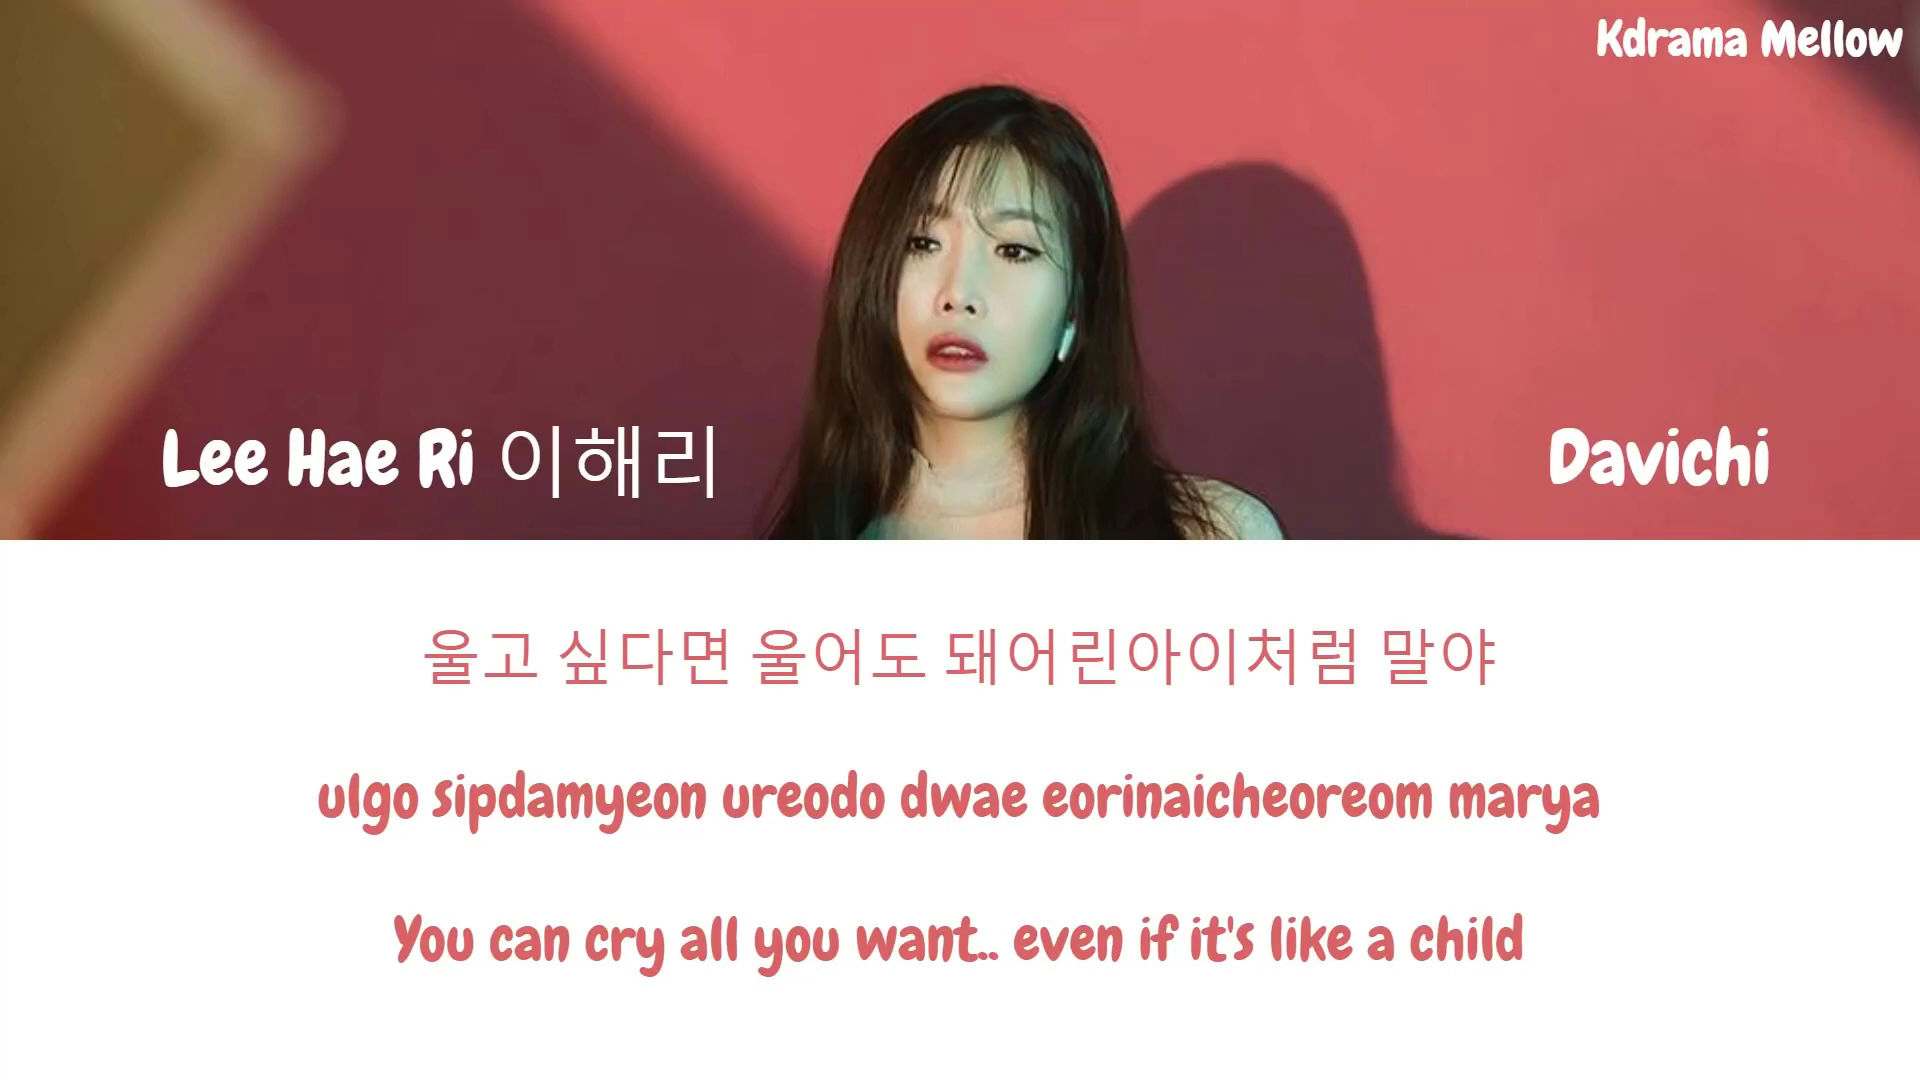 Kdrama Mellow
Lee Hae Ri 이해리
Davichi
울고 싶다면 울어도 돼어린아이처럼 말야
ulgo sipdamyeon ureodo dwae eorinaicheoreom marya
You can cry all you want.. even if it's like a child